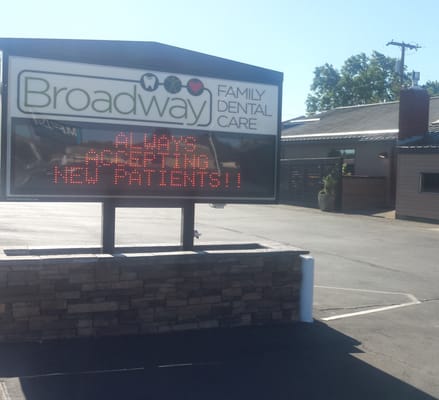 Broadway
FAMILY
DENTAL
CARE
ALWAYS
ACCEPTING
NEW PATIENTS!!